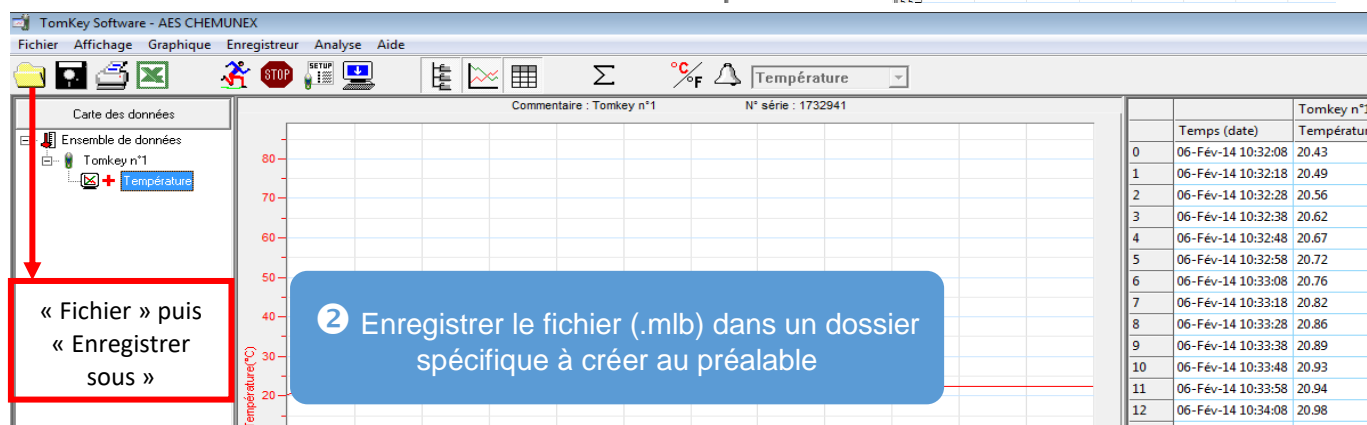 TomKey Software - AES CHEMUNEX
Fichier Affichage Graphique Enregistreur Analyse Aide
STOP
SETUP
Σ
°C/°F
Température
Carte des données
Ensemble de données
Tomkey n°1
Température
« Fichier » puis
« Enregistrer
sous »
Commentaire : Tomkey n°1 N° série : 1732941
80
70
60
50
40
30
20
Température(°C)
❷ Enregistrer le fichier (.mlb) dans un dossier
spécifique à créer au préalable
Tomkey n°1
Temps (date) Températur
0 06-Fév-14 10:32:08 20.43
1 06-Fév-14 10:32:18 20.49
2 06-Fév-14 10:32:28 20.56
3 06-Fév-14 10:32:38 20.62
4 06-Fév-14 10:32:48 20.67
5 06-Fév-14 10:32:58 20.72
6 06-Fév-14 10:33:08 20.76
7 06-Fév-14 10:33:18 20.82
8 06-Fév-14 10:33:28 20.86
9 06-Fév-14 10:33:38 20.89
10 06-Fév-14 10:33:48 20.93
11 06-Fév-14 10:33:58 20.94
12 06-Fév-14 10:34:08 20.98